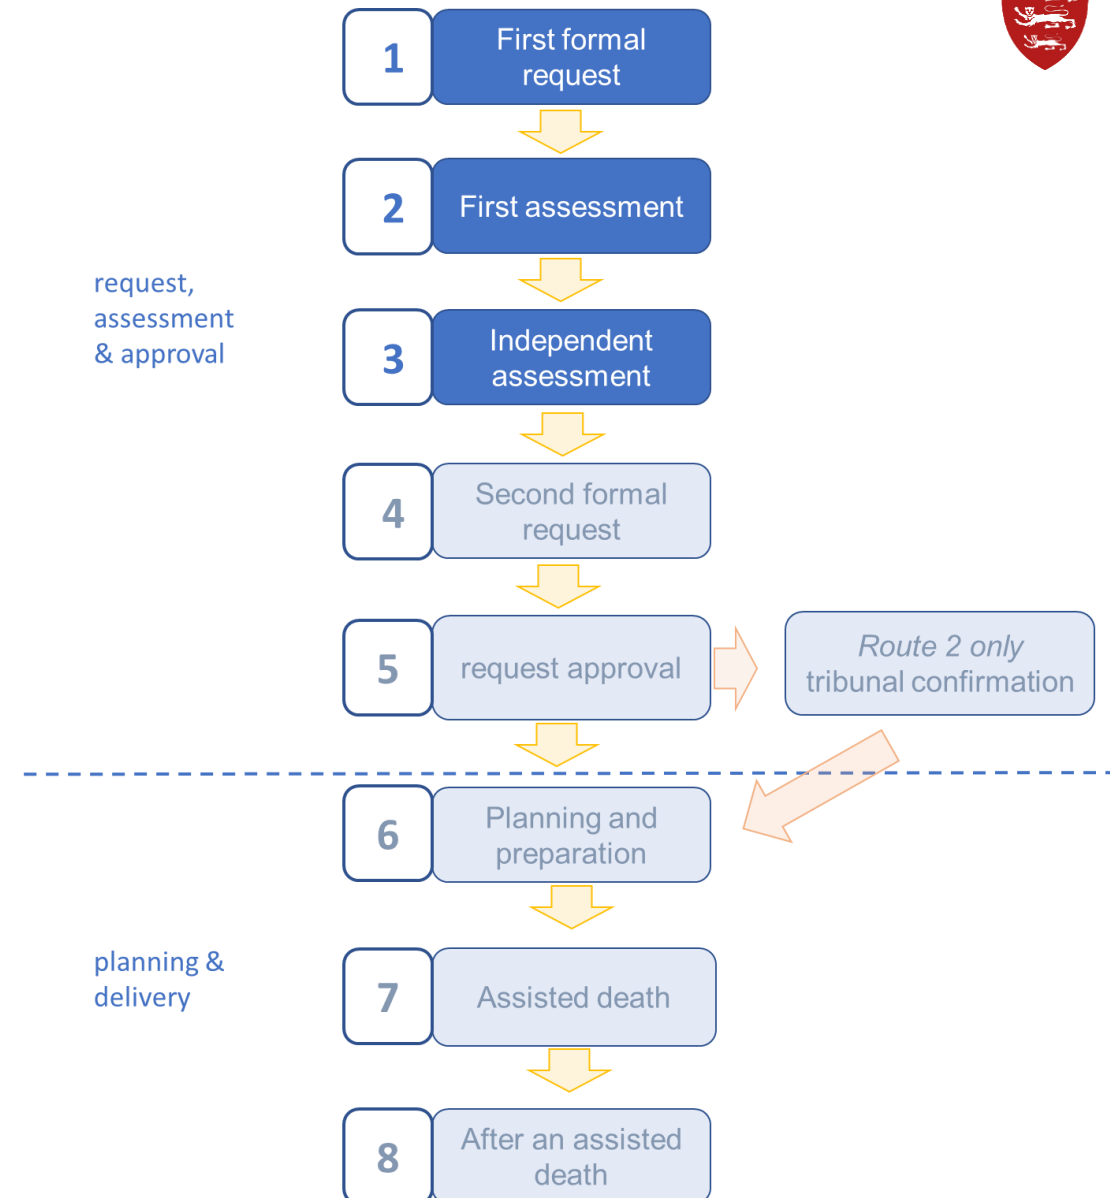 1
First formal
request
2
First assessment
request,
assessment
& approval
3
Independent
assessment
4
Second formal
request
5
request approval
Route 2 only
tribunal confirmation
6
Planning and
preparation
planning &
delivery
7
Assisted death
8
After an assisted
death